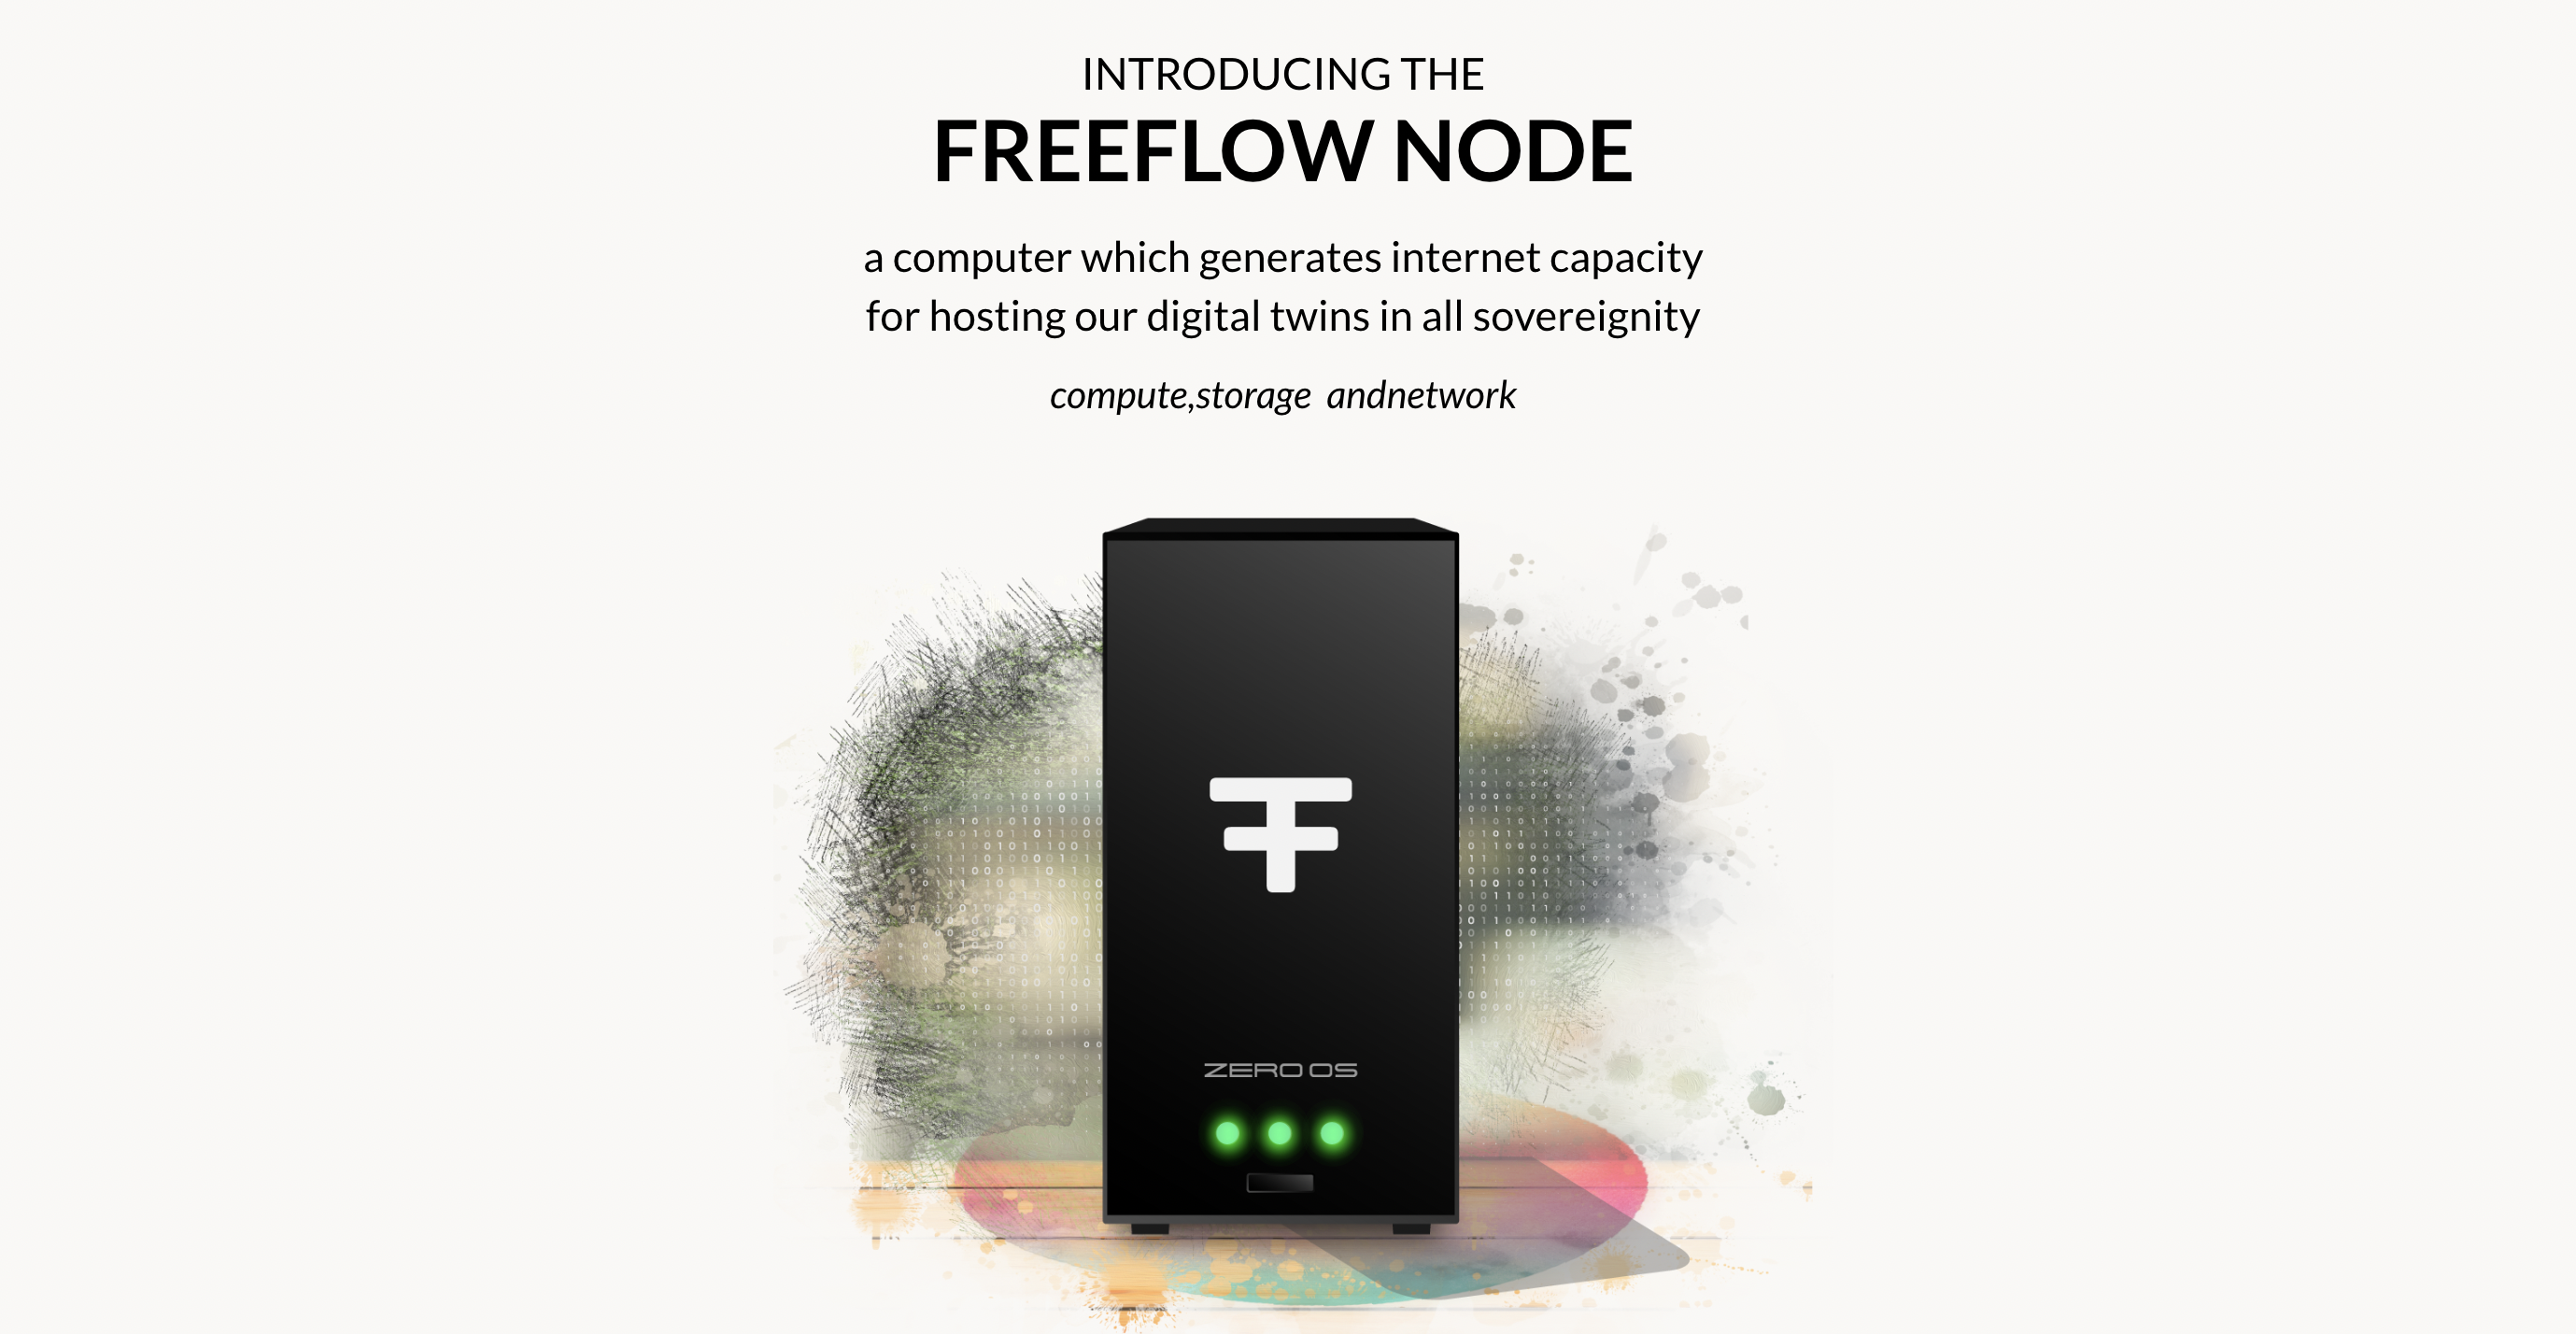 INTRODUCING THE
FREEFLOW NODE
a computer which generates internet capacity
for hosting our digital twins in all sovereignity
compute,storage  andnetwork
ZERO OS